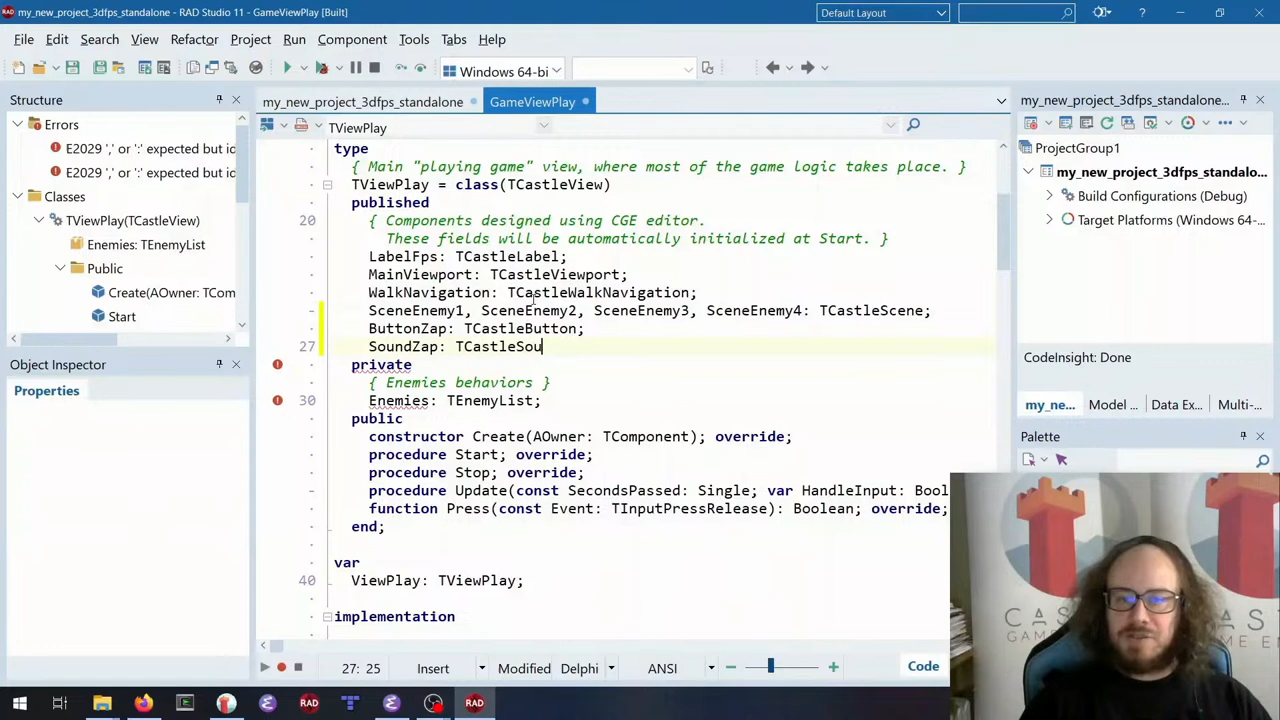 my_new_project_3dfps_standalone - RAD Studio 11 - GameViewPlay [Built]
Default Layout
File Edit Search View Refactor Project Run Component Tools Tabs Help
Windows 64-bi
Structure
Errors
E2029 ',' or ':' expected but id
E2029 ',' or ':' expected but id
Classes
TViewPlay(TCastleView)
Enemies: TEnemyList
Public
Create(AOwner: TCom
Start
Object Inspector
Properties
my_new_project_3dfps_standalone
GameViewPlay
TViewPlay
type
{ Main "playing game" view, where most of the game logic takes place. }
TViewPlay = class(TCastleView)
published
20 { Components designed using CGE editor.
These fields will be automatically initialized at Start. }
LabelFps: TCastleLabel;
MainViewport: TCastleViewport;
WalkNavigation: TCastleWalkNavigation;
SceneEnemy1, SceneEnemy2, SceneEnemy3, SceneEnemy4: TCastleScene;
ButtonZap: TCastleButton;
27 SoundZap: TCastleSou
private
{ Enemies behaviors }
30 Enemies: TEnemyList;
public
constructor Create(AOwner: TComponent); override;
procedure Start; override;
procedure Stop; override;
procedure Update(const SecondsPassed: Single; var HandleInput: Bool
function Press(const Event: TInputPressRelease): Boolean; override;
end;
var
40 ViewPlay: TViewPlay;
implementation
27: 25 Insert Modified Delphi ANSI Code
my_new_project_3dfps_standalone...
ProjectGroup1
my_new_project_3dfps_standalo...
Build Configurations (Debug)
Target Platforms (Windows 64-...
CodeInsight: Done
my_ne... Model ... Data Ex... Multi-...
Palette
RAD
RAD